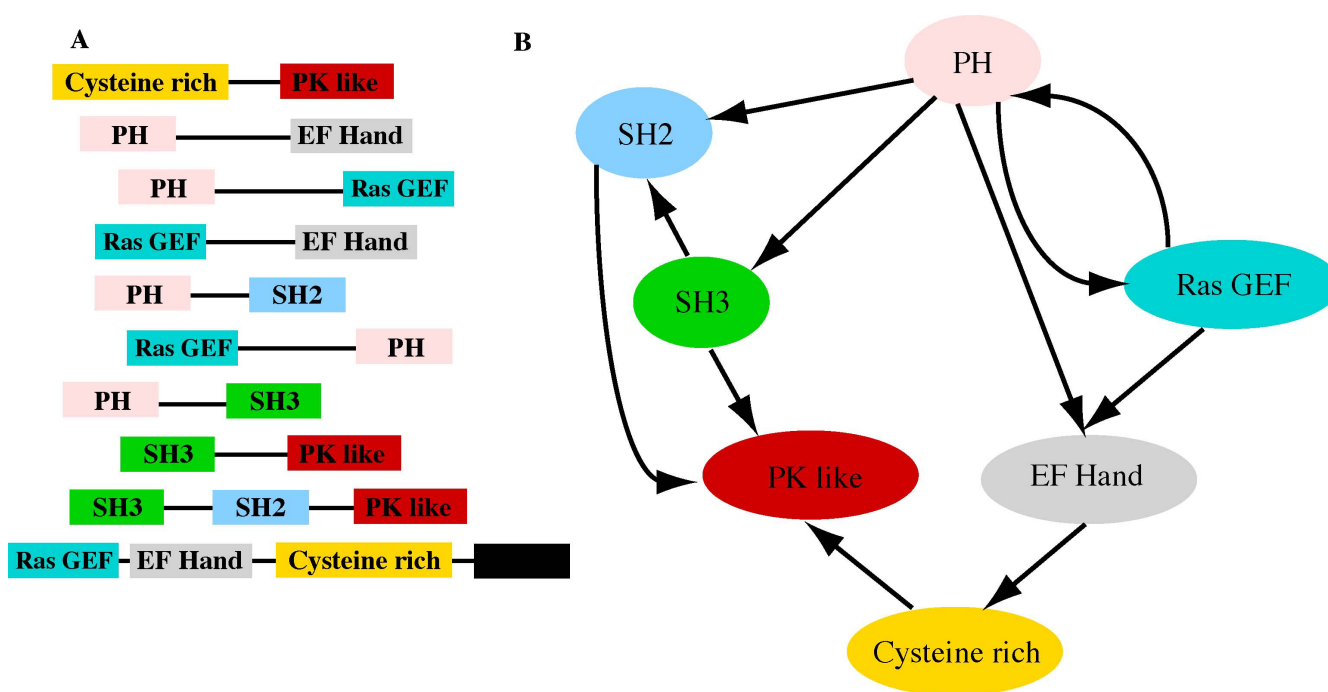 A
Cysteine rich PK like
PH EF Hand
PH Ras GEF
Ras GEF EF Hand
PH SH2
Ras GEF PH
PH SH3
SH3 PK like
SH3 SH2 PK like
Ras GEF EF Hand Cysteine rich
B
PH
SH2
Ras GEF
SH3
PK like
EF Hand
Cysteine rich